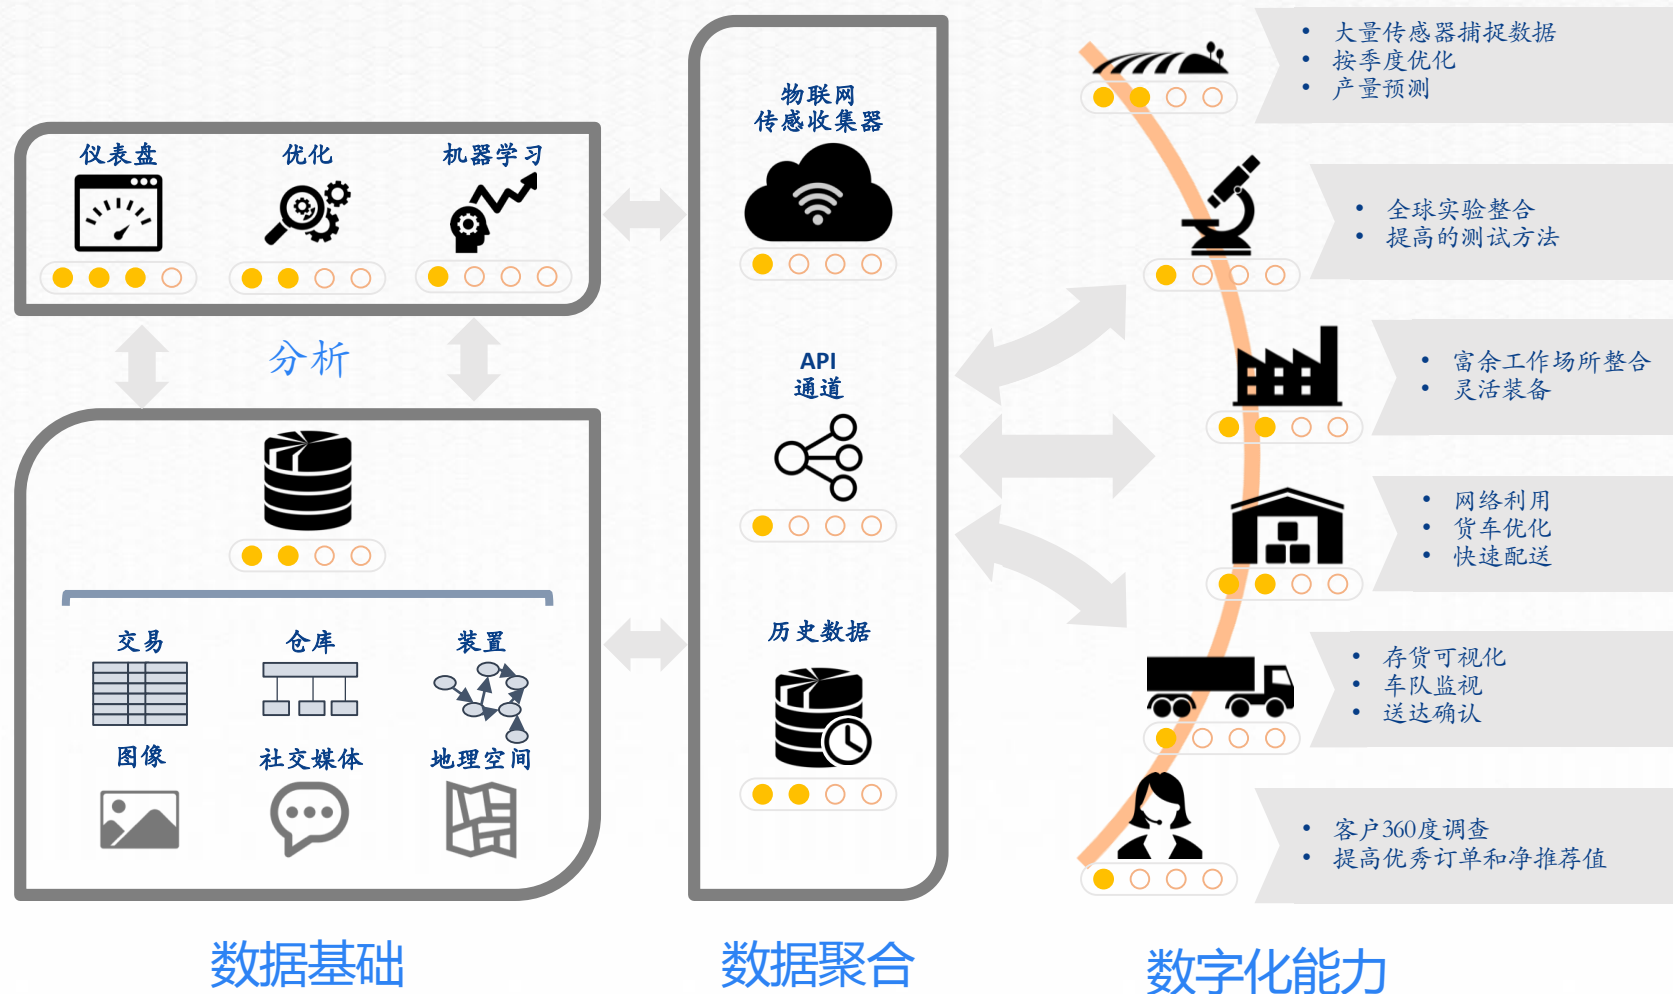 仪表盘
优化
机器学习
分析
交易
仓库
装置
图像
社交媒体
地理空间
数据基础
物联网
传感收集器
API
通道
历史数据
数据聚合
• 大量传感器捕捉数据
• 按季度优化
• 产量预测
• 全球实验整合
• 提高的测试方法
• 富余工作场所整合
• 灵活装备
• 网络利用
• 货车优化
• 快速配送
• 存货可视化
• 车队监视
• 送达确认
• 客户360度调查
• 提高优秀订单和净推荐值
数字化能力